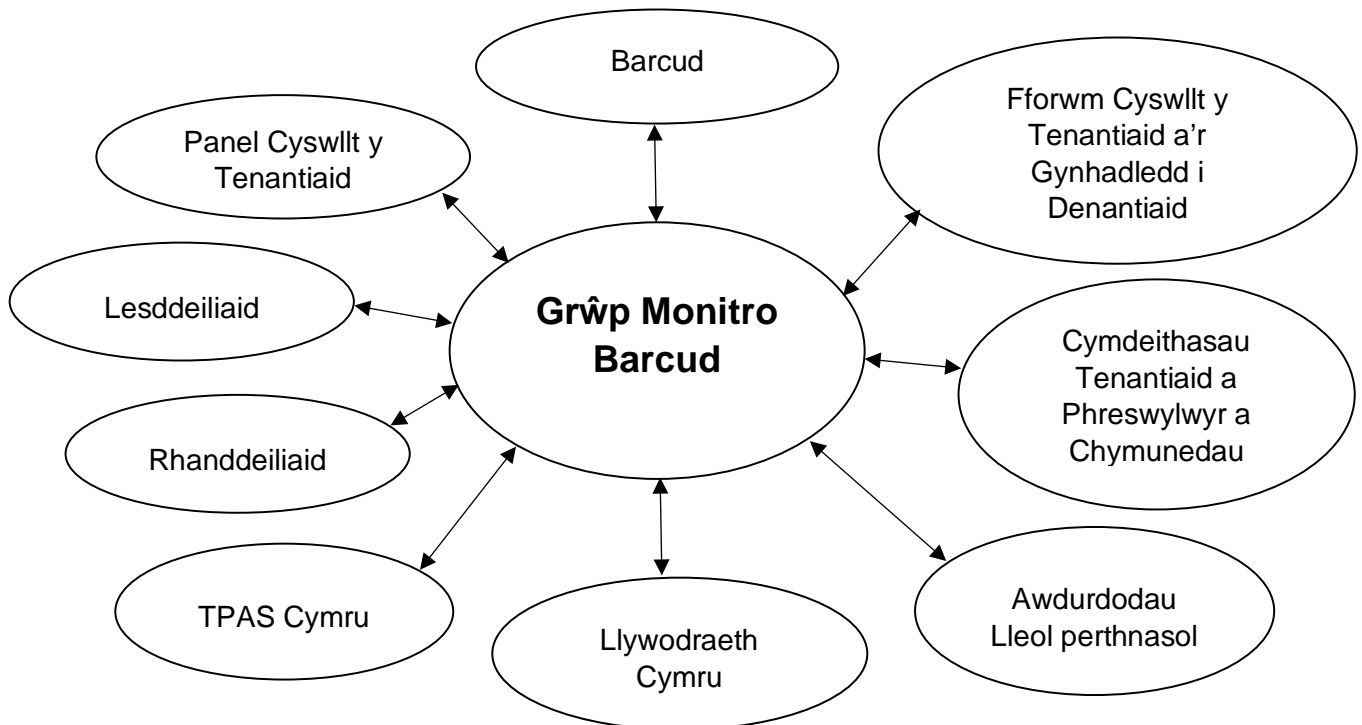 Barcud
Fforwm Cyswllt y
Tenantiaid a’r
Gynhadledd i
Denantiaid
Panel Cyswllt y
Tenantiaid
Lesddeiliaid
Grŵp Monitro
Barcud
Cymdeithasau
Tenantiaid a
Phreswylwyr a
Chymunedau
Rhanddeiliaid
TPAS Cymru
Llywodraeth
Cymru
Awdurdodau
Lleol perthnasol